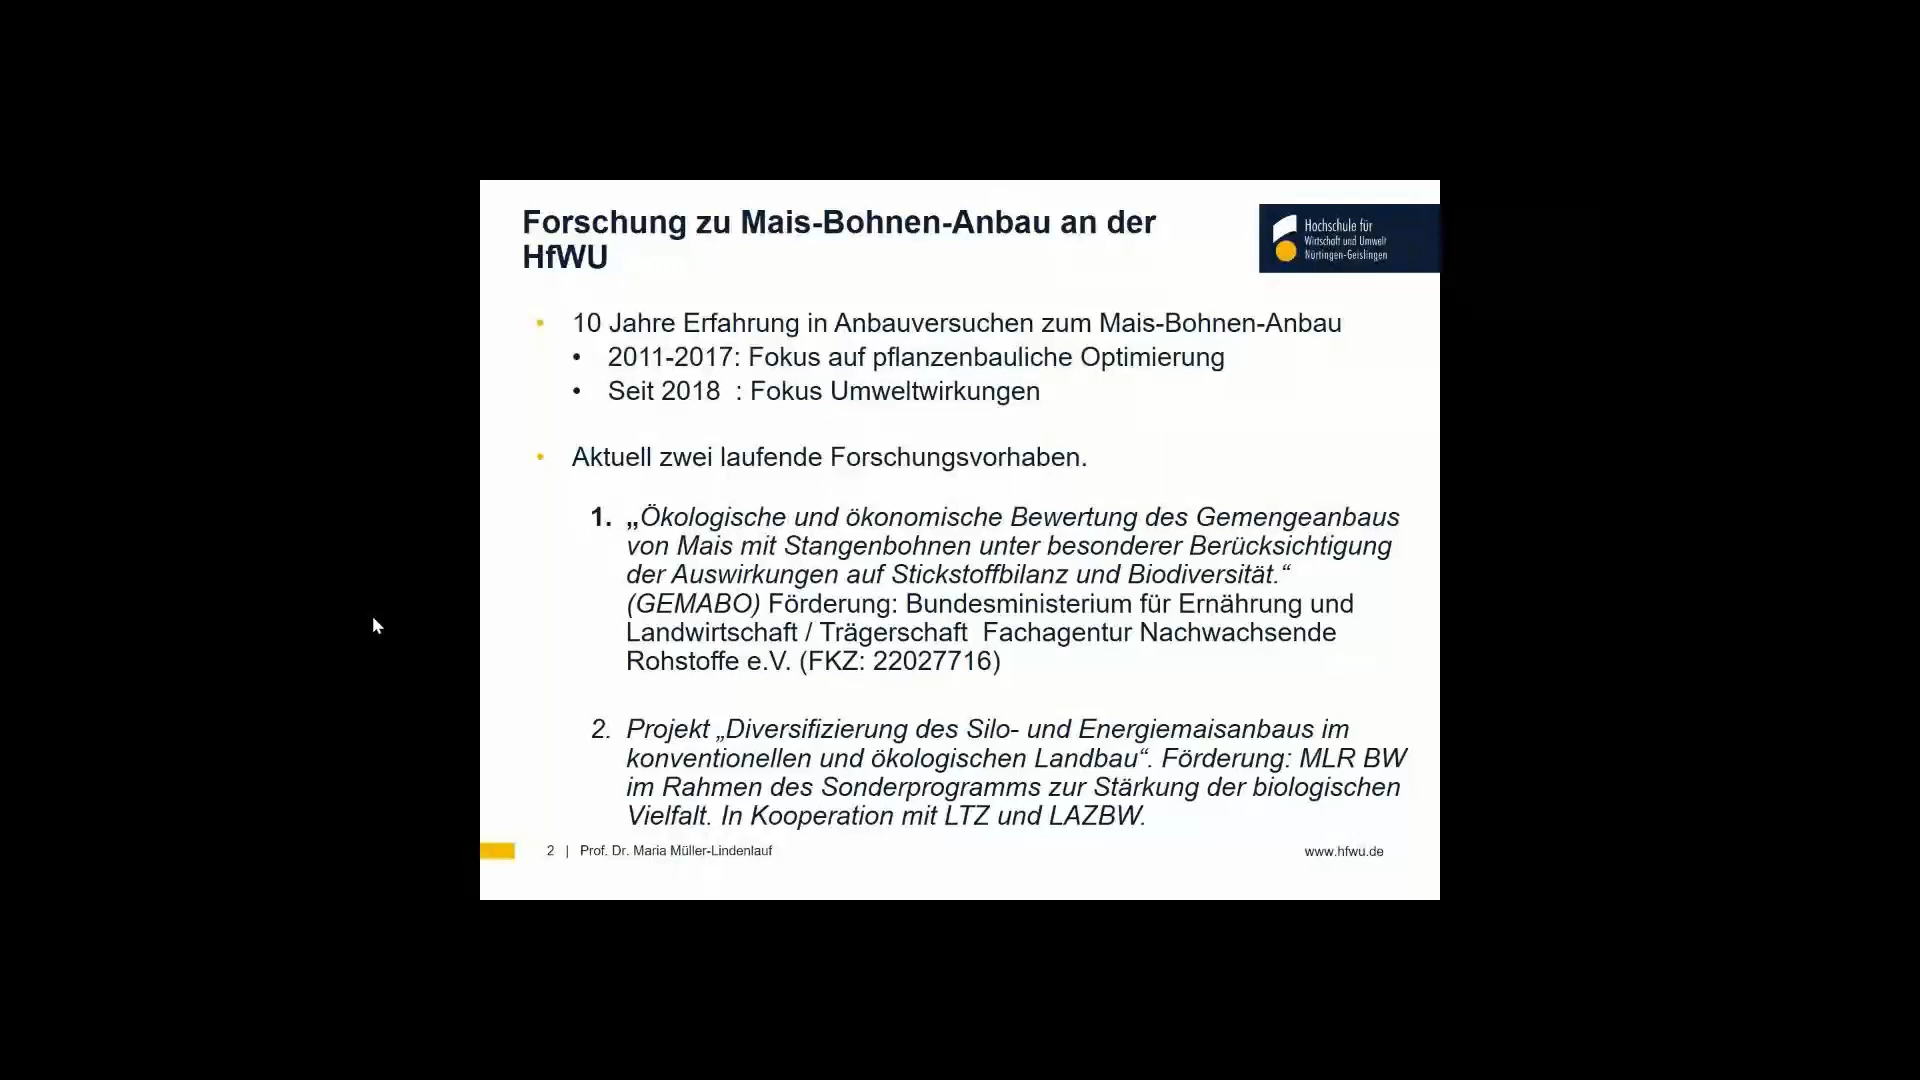 Forschung zu Mais-Bohnen-Anbau an der
HfWU
Hochschule für
Wirtschaft und Umwelt
Nürtingen-Geislingen
• 10 Jahre Erfahrung in Anbauversuchen zum Mais-Bohnen-Anbau
• 2011-2017: Fokus auf pflanzenbauliche Optimierung
• Seit 2018 : Fokus Umweltwirkungen
• Aktuell zwei laufende Forschungsvorhaben.
1. „Ökologische und ökonomische Bewertung des Gemengeanbaus
von Mais mit Stangenbohnen unter besonderer Berücksichtigung
der Auswirkungen auf Stickstoffbilanz und Biodiversität.“
(GEMABO) Förderung: Bundesministerium für Ernährung und
Landwirtschaft / Trägerschaft Fachagentur Nachwachsende
Rohstoffe e.V. (FKZ: 22027716)
2. Projekt „Diversifizierung des Silo- und Energiemaisanbaus im
konventionellen und ökologischen Landbau“. Förderung: MLR BW
im Rahmen des Sonderprogramms zur Stärkung der biologischen
Vielfalt. In Kooperation mit LTZ und LAZBW.
2 | Prof. Dr. Maria Müller-Lindenlauf
www.hfwu.de